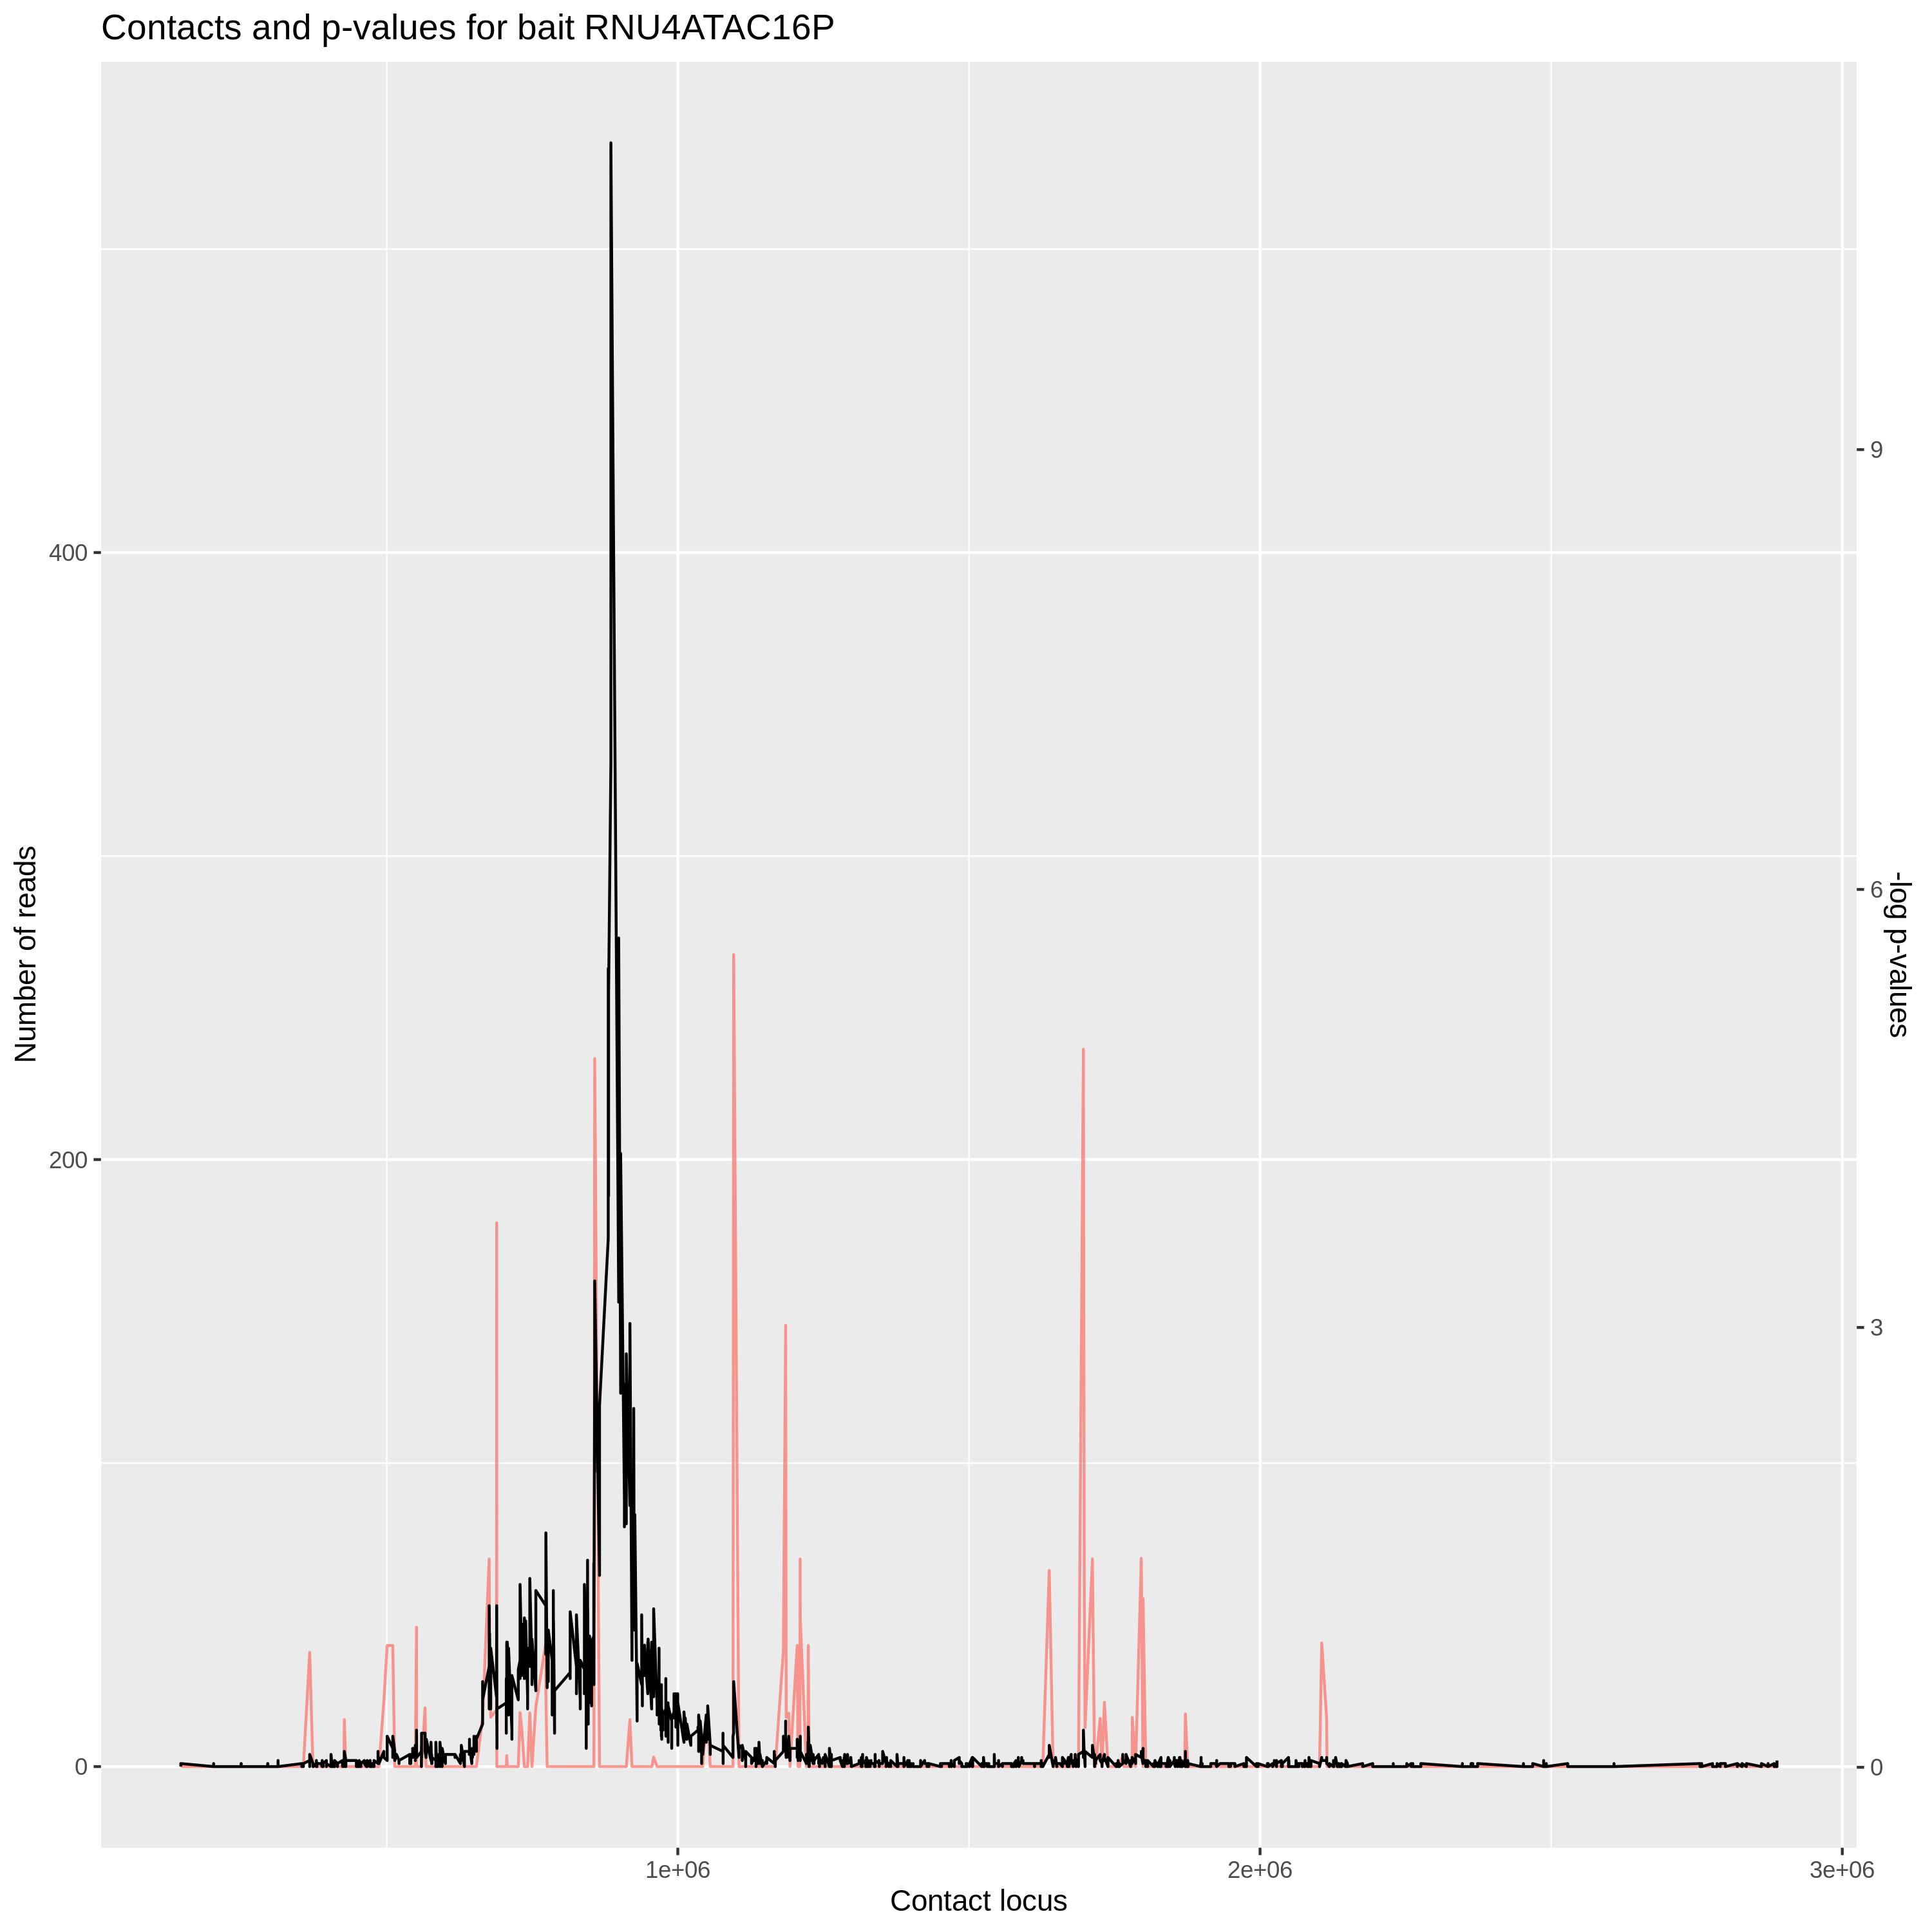 Contacts and p-values for bait RNU4ATAC16P
Number of reads
400
200
0
9
6
3
0
-log p-values
1e+06
2e+06
3e+06
Contact locus